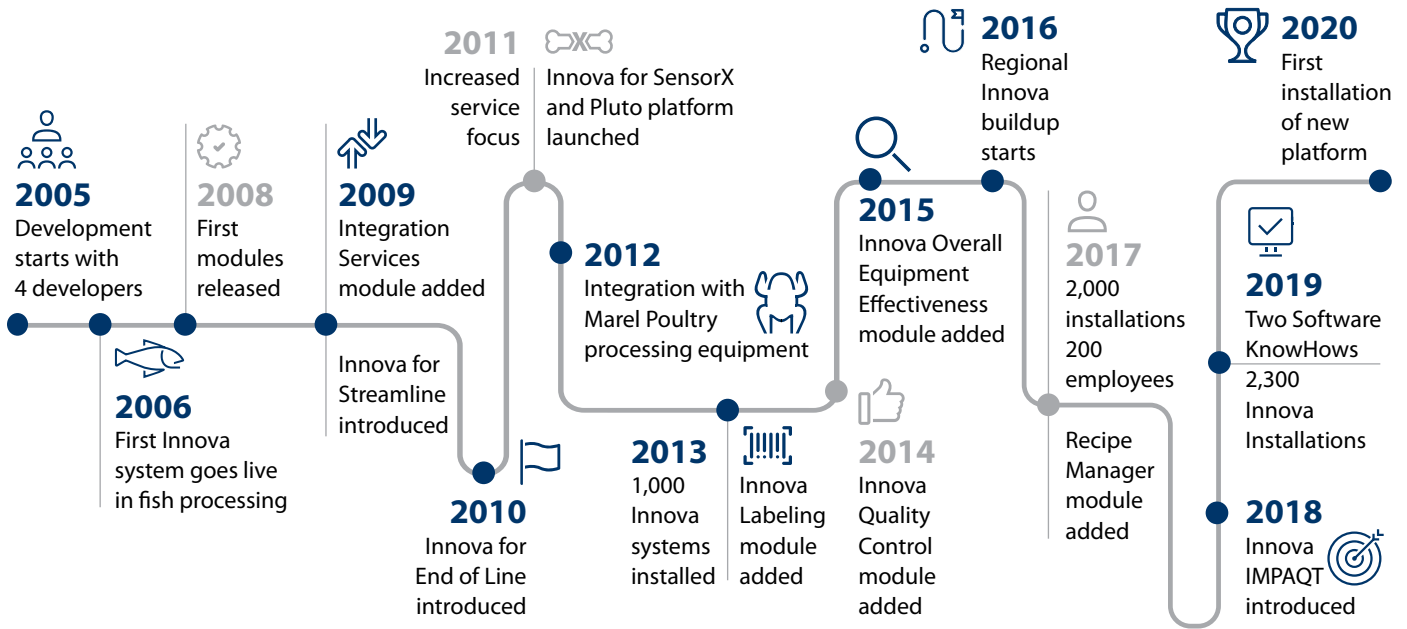 2005
Development
starts with
4 developers
2006
First Innova
system goes live
in fish processing
2008
First
modules
released
2009
Integration
Services
module added
Innova for
Streamline
introduced
2010
Innova for
End of Line
introduced
2011
Increased
service
focus
Innova for SensorX
and Pluto platform
launched
2012
Integration with
Marel Poultry
processing equipment
2013
1,000
Innova
systems
installed
Innova
Labeling
module
added
2014
Innova
Quality
Control
module
added
2015
Innova Overall
Equipment
Effectiveness
module added
2016
Regional
Innova
buildup
starts
2017
2,000
installations
200
employees
Recipe
Manager
module
added
2018
Innova
IMPAQT
introduced
2019
Two Software
KnowHows
2,300
Innova
Installations
2020
First
installation
of new
platform